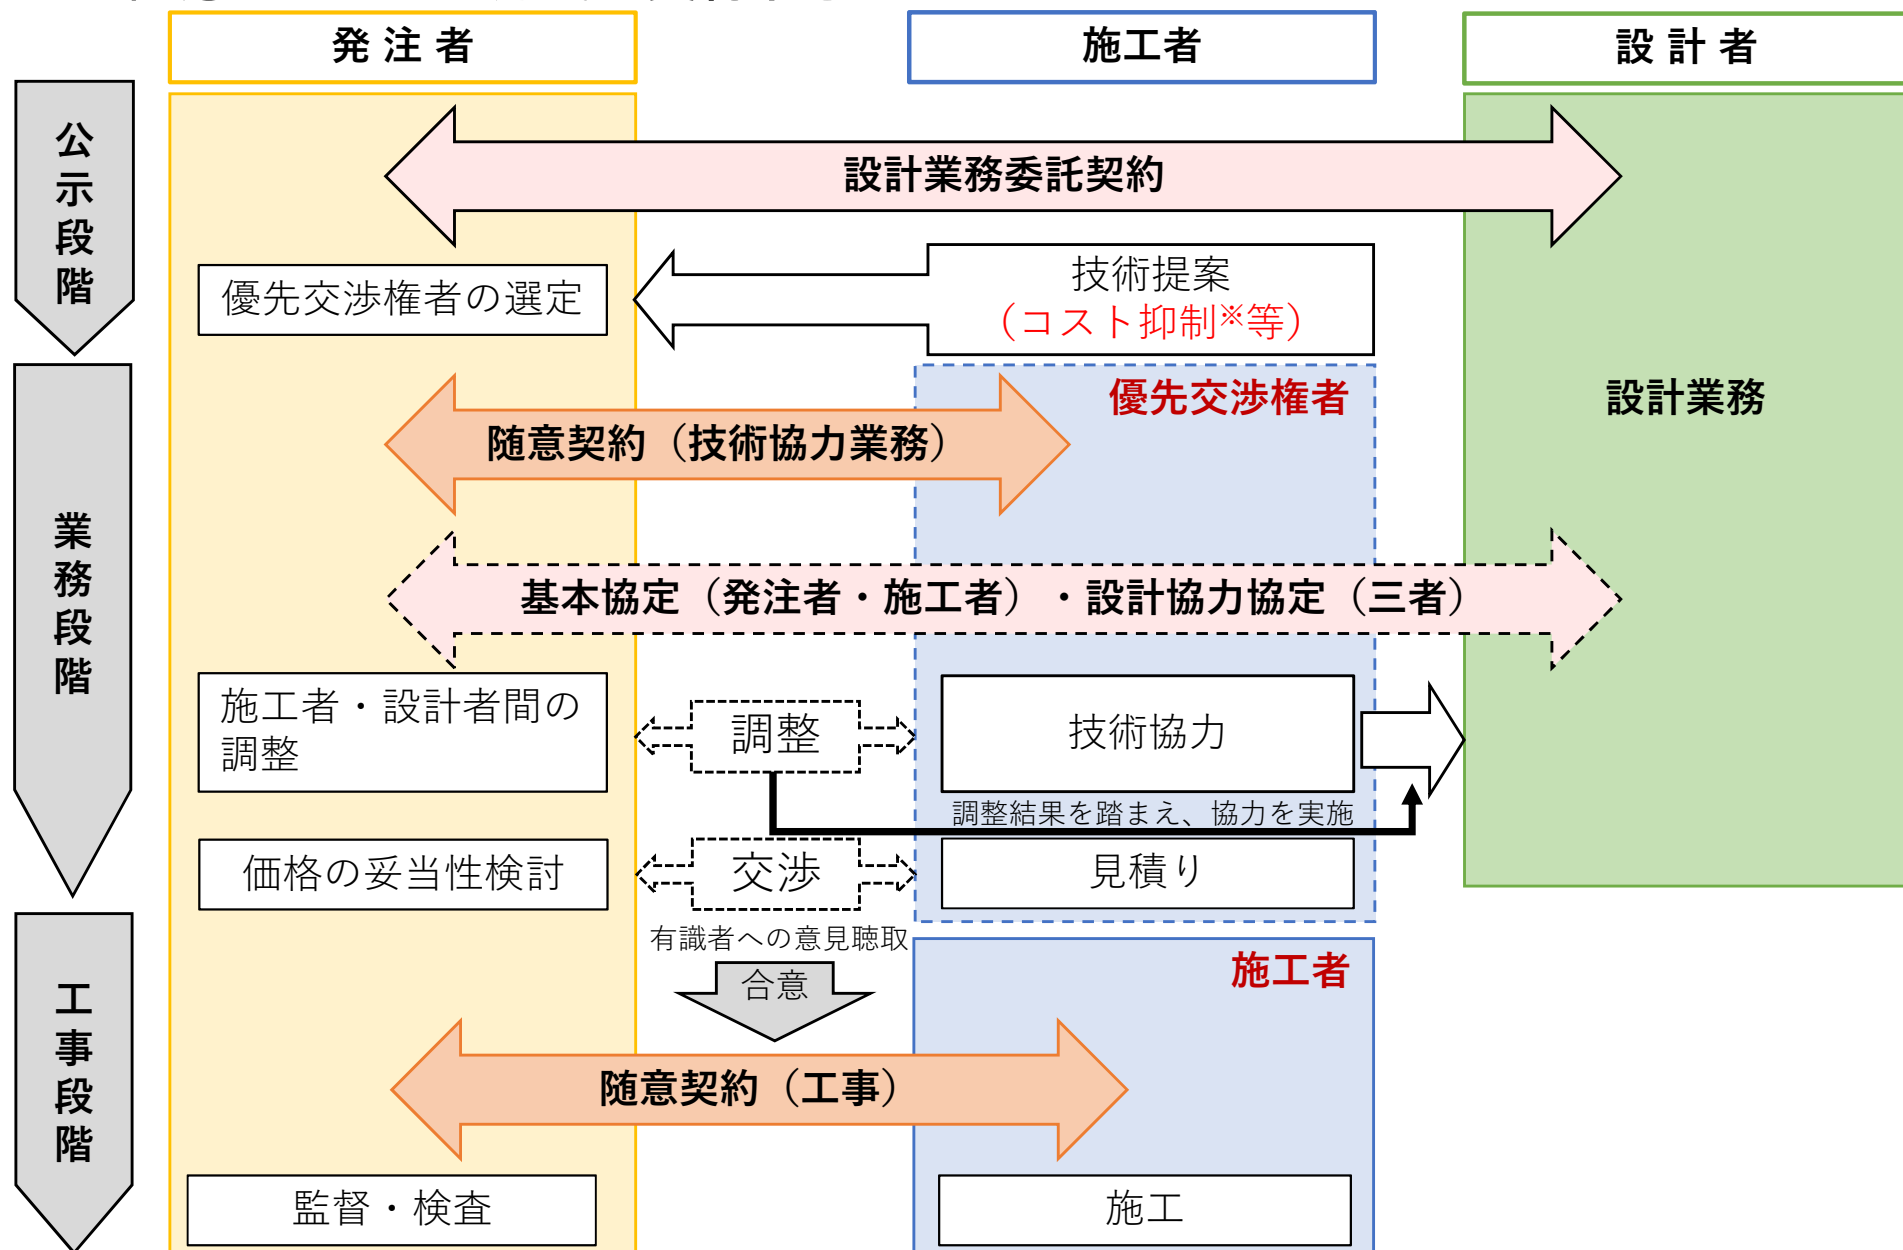 発注者
施工者
設計者
公示段階
設計業務委託契約
優先交渉権者の選定
技術提案
（コスト抑制※等）
業務段階
優先交渉権者
設計業務
随意契約（技術協力業務）
基本協定（発注者・施工者）・設計協力協定（三者）
施工者・設計者間の
調整
調整
技術協力
調整結果を踏まえ、協力を実施
価格の妥当性検討
交渉
見積り
有識者への意見聴取
合意
工事段階
施工者
随意契約（工事）
監督・検査
施工